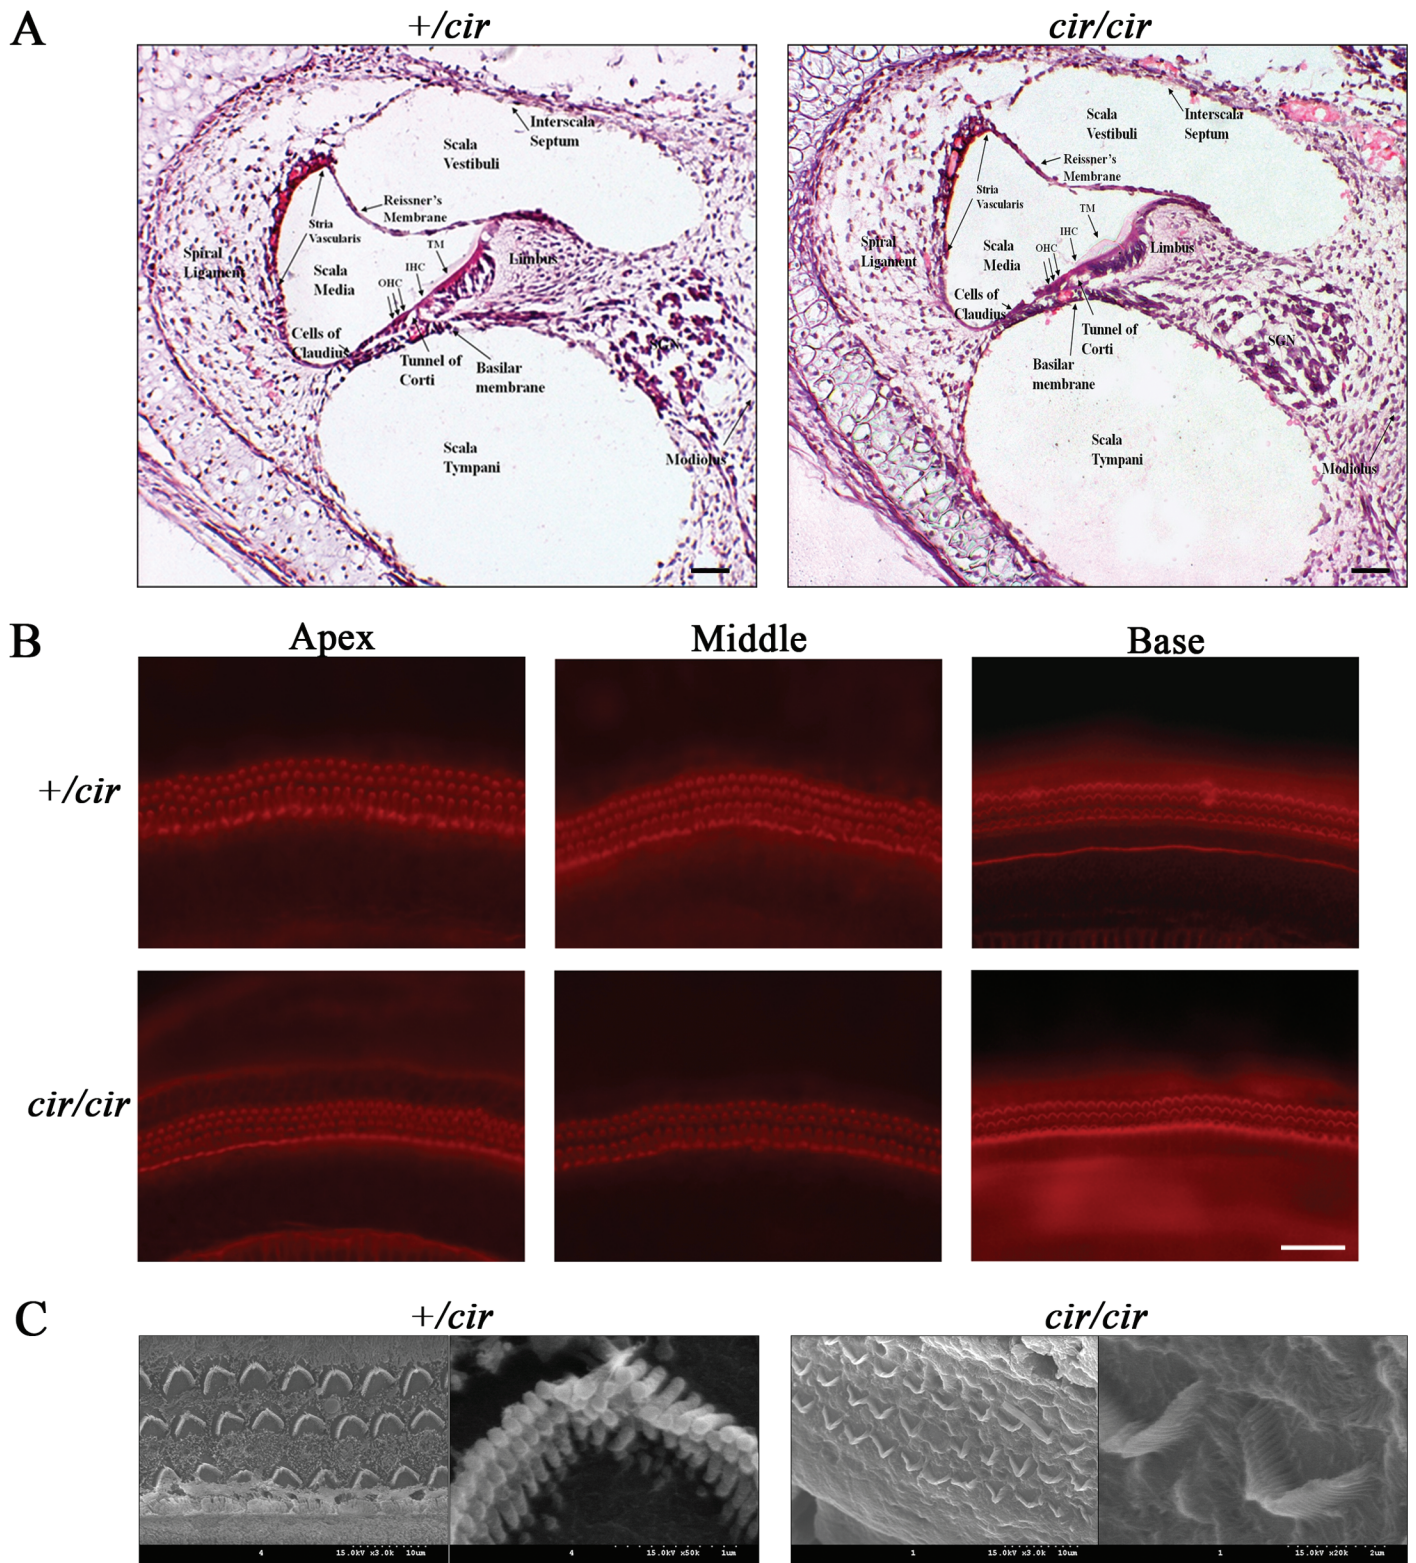 A
+/cir
cir/cir
Interscala
Septum
Scala
Vestibuli
Reissner's
Membrane
Stria
Vascularis
TM
Spiral
Ligament
Scala
Media
IHC
OHC
Limbus
Cells of
Claudius
Tunnel of
Corti
Basilar
membrane
SGN
Scala
Tympani
Modiolus
Scala
Vestibuli
Interscala
Septum
Reissner's
Membrane
Stria
Vascularis
TM
IHC
Spiral
Ligament
Scala
Media
OHC
Limbus
Cells of
Claudius
Tunnel of
Corti
Basilar
membrane
SGN
Scala
Tympani
Modiolus
B
Apex
Middle
Base
+/cir
cir/cir
C
+/cir
cir/cir
4 15.0kV x3.0k 10um
4 15.0kV x50k 1um
1 15.0kV x3.0k 10um
1 15.0kV x20k 2um